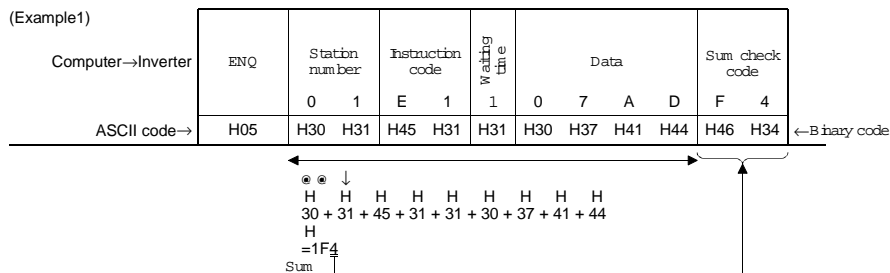 (Example1)
Computer→Inverter
ENQ
Station number
Instruction code
Waiting time
Data
Sum check code
0 1 E 1 1 0 7 A D F 4
ASCII code→ H05 H30 H31 H45 H31 H31 H30 H37 H41 H44 H46 H34 ←Binary code
↓
H H H H H H H H H
30 + 31 + 45 + 31 + 31 + 30 + 37 + 41 + 44
H
=1F4
Sum